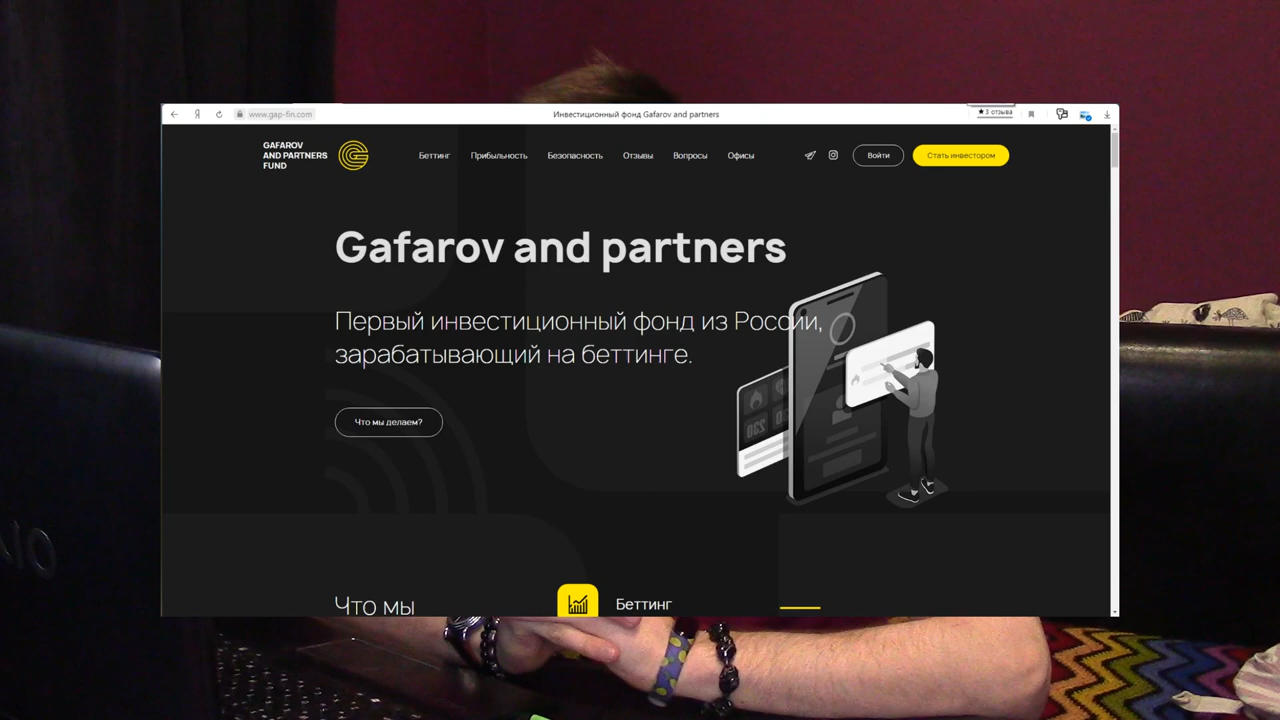 www.gap-fin.com
Инвестиционный фонд Gafarov and partners
★ 3 отзыва
GAFAROV
AND PARTNERS
FUND
Беттинг
Прибыльность
Безопасность
Отзывы
Вопросы
Офисы
Войти
Стать инвестором
Gafarov and partners
Первый инвестиционный фонд из России,
зарабатывающий на беттинге.
Что мы делаем?
Что мы
Беттинг